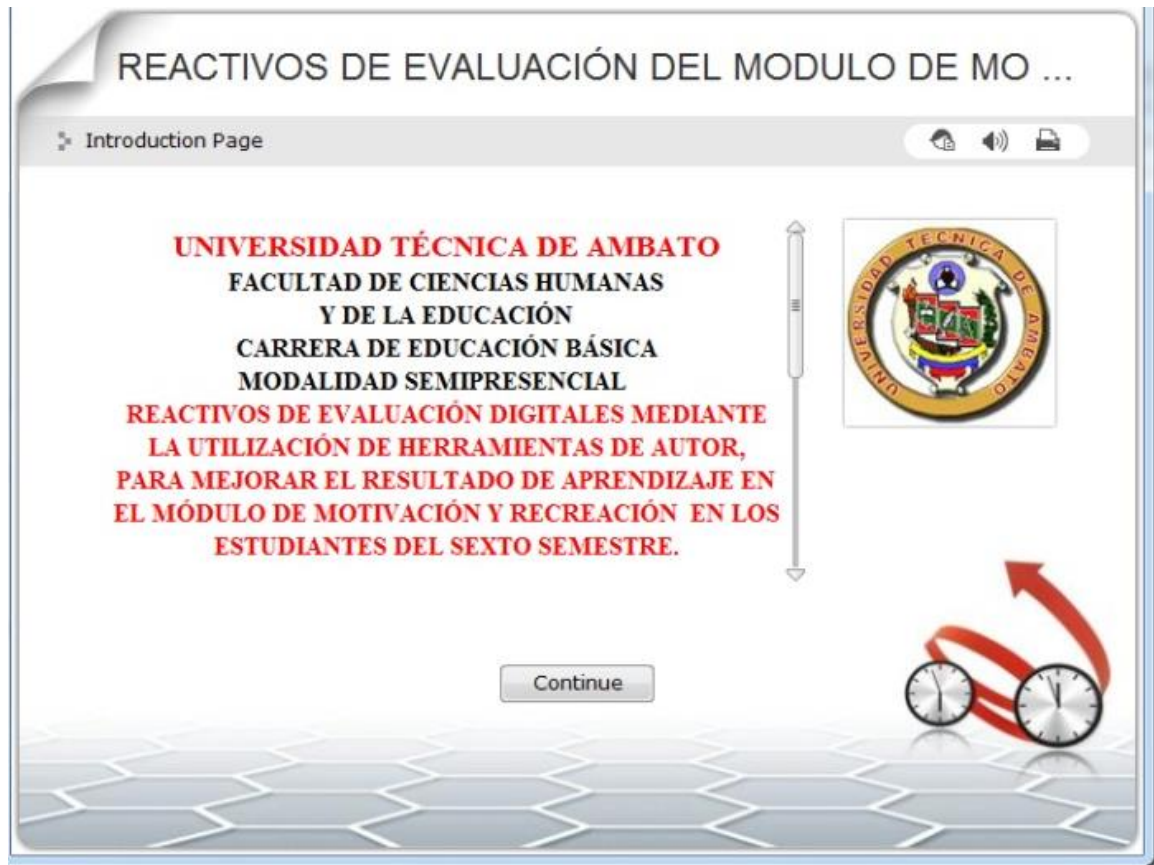 REACTIVOS DE EVALUACIÓN DEL MODULO DE MO ...
Introduction Page
UNIVERSIDAD TÉCNICA DE AMBATO
FACULTAD DE CIENCIAS HUMANAS
Y DE LA EDUCACIÓN
CARRERA DE EDUCACIÓN BÁSICA
MODALIDAD SEMIPRESENCIAL
REACTIVOS DE EVALUACIÓN DIGITALES MEDIANTE
LA UTILIZACIÓN DE HERRAMIENTAS DE AUTOR,
PARA MEJORAR EL RESULTADO DE APRENDIZAJE EN
EL MÓDULO DE MOTIVACIÓN Y RECREACIÓN EN LOS
ESTUDIANTES DEL SEXTO SEMESTRE.
UNIVERSIDAD TECNICA DE AMBATO
Continue